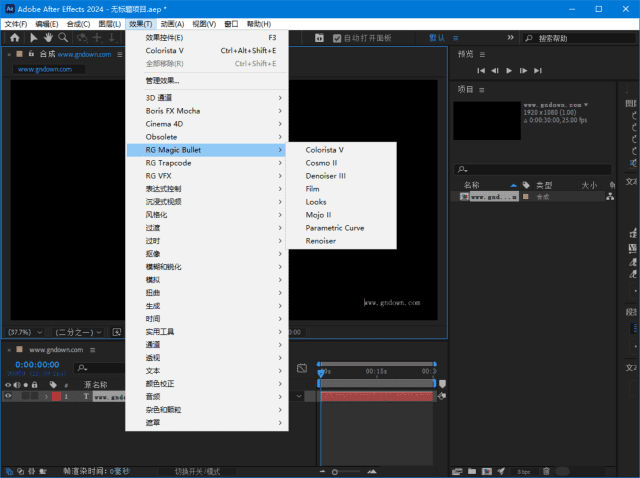 Adobe After Effects 2024 - 无标题项目.aep *
文件(F) 编辑(E) 合成(C) 图层(L) 效果(T) 动画(A) 视图(V) 窗口 帮助(H)
自动打开面板 默认 搜索帮助
合成 www.gndown.com
www.gndown.com
效果控件(E) F3
Colorista V Ctrl+Alt+Shift+E
全部移除(R) Ctrl+Shift+E
管理效果...
3D 通道
Boris FX Mocha
Cinema 4D
Obsolete
RG Magic Bullet
RG Trapcode
RG VFX
表达式控制
沉浸式视频
风格化
过渡
过时
抠像
模糊和锐化
模拟
扭曲
生成
时间
实用工具
通道
透视
文本
颜色校正
音频
杂色和颗粒
遮罩
Colorista V
Cosmo II
Denoiser III
Film
Looks
Mojo II
Parametric Curve
Renoiser
www.gndown.com
预览
项目
www.gndown.com
1920 x 1080 (1.00)
Δ 0:00:30:00, 25.00 fps
名称 类型 大小
www.gnd...m 合成
8 bpc
(37.7%) (二分之一)
www.gndown.com
0:00:00:00
# 源名称
1 T
00:15s
帧渲染时间: 0毫秒 切换开关/模式